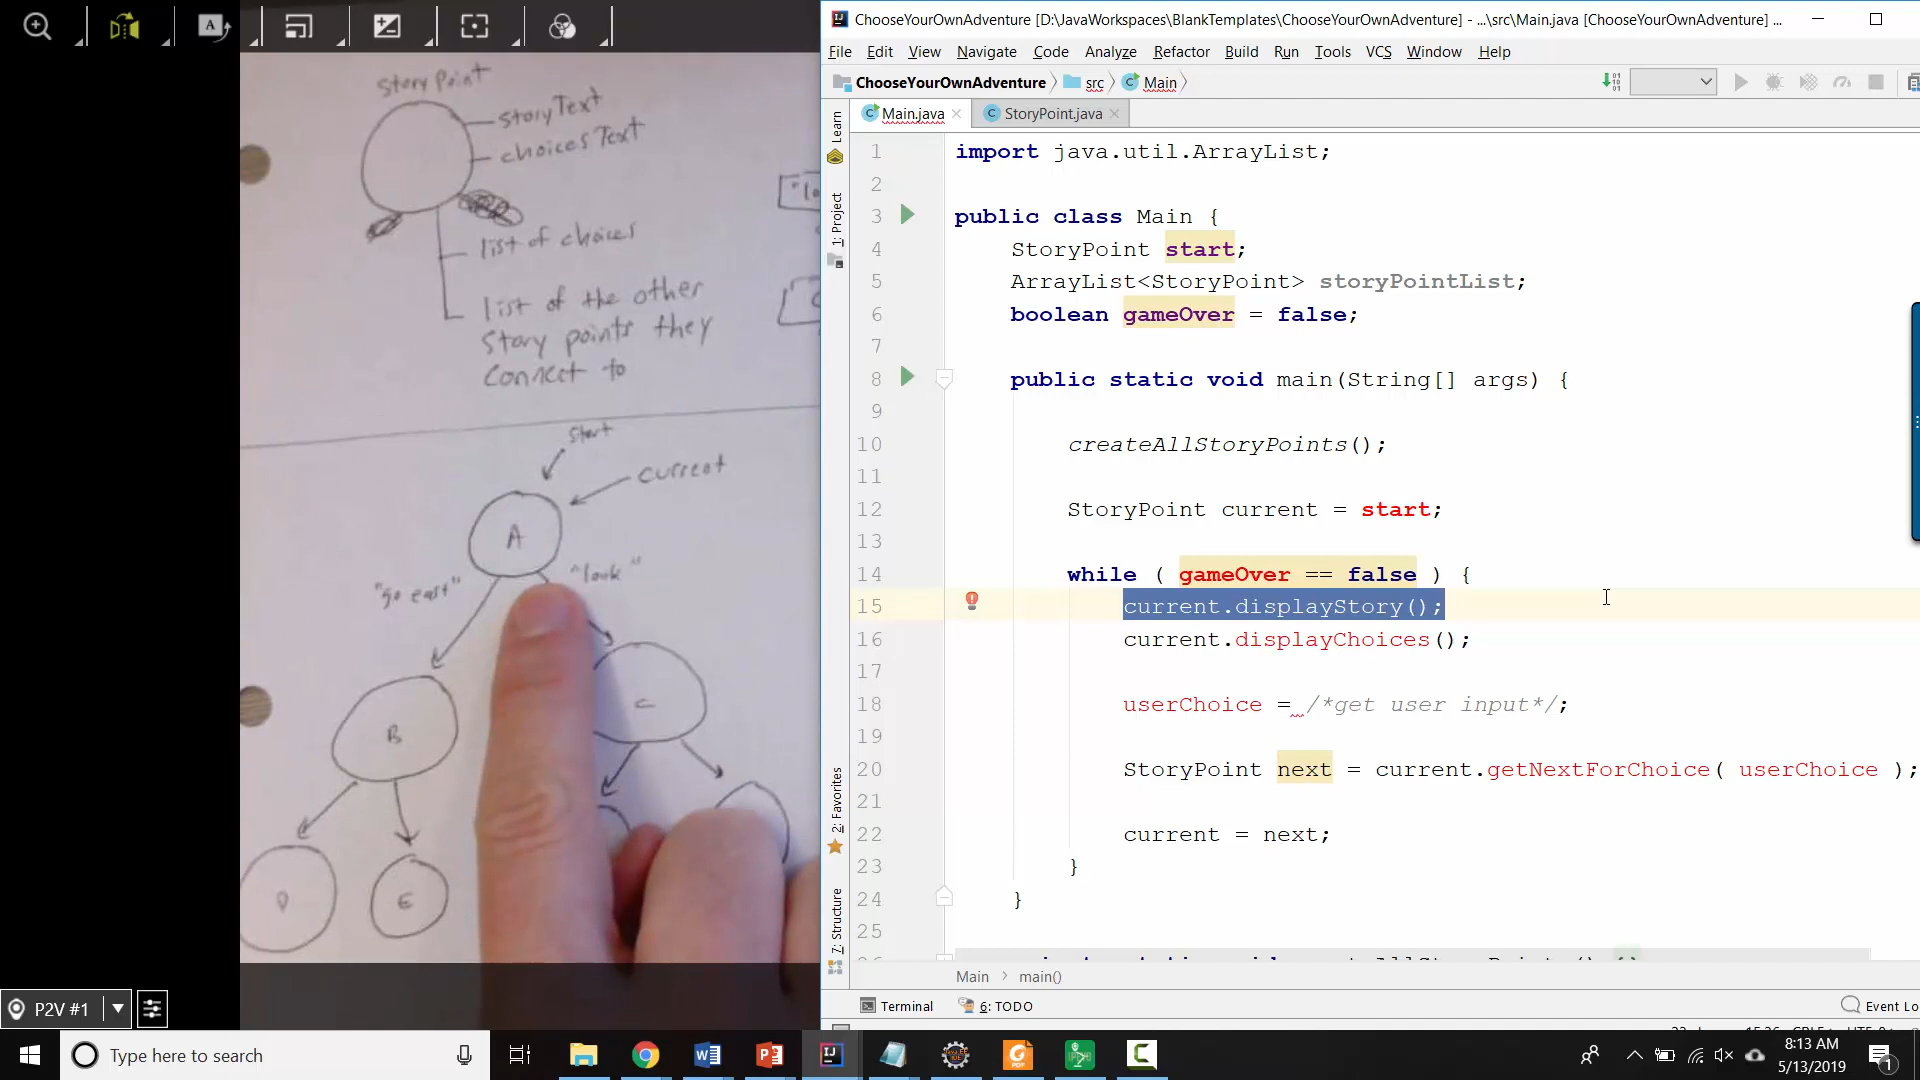 StoryPoint
storyText
choicesText
list of choices
list of the other
Story points they
Connect to
Start
current
A
"go east"
"look"
B
C
D
E
"lo
ChooseYourOwnAdventure [D:\JavaWorkspaces\BlankTemplates\ChooseYourOwnAdventure] - ...\src\Main.java [ChooseYourOwnAdventure] ...
File Edit View Navigate Code Analyze Refactor Build Run Tools VCS Window Help
ChooseYourOwnAdventure src Main
Main.java StoryPoint.java
Learn
1: Project
2: Favorites
7: Structure
1 import java.util.ArrayList;
2
3 public class Main {
4 StoryPoint start;
5 ArrayList<StoryPoint> storyPointList;
6 boolean gameOver = false;
7
8 public static void main(String[] args) {
9
10 createAllStoryPoints();
11
12 StoryPoint current = start;
13
14 while ( gameOver == false ) {
15 current.displayStory();
16 current.displayChoices();
17
18 userChoice = /*get user input*/;
19
20 StoryPoint next = current.getNextForChoice( userChoice );
21
22 current = next;
23 }
24 }
25
Main main()
Terminal 6: TODO Event Lo
P2V #1
Type here to search
8:13 AM
5/13/2019
1